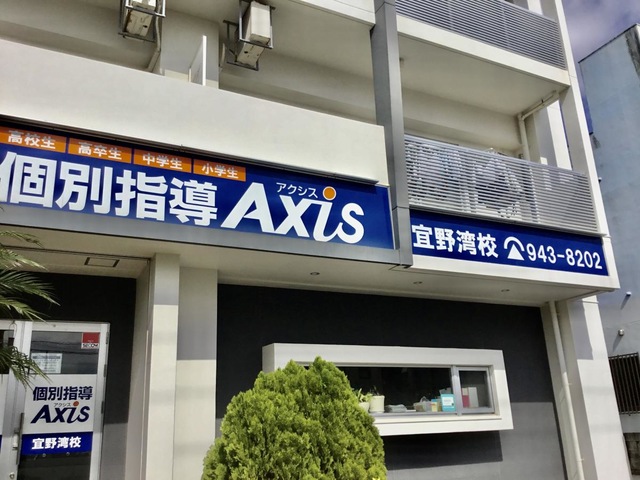 高校生 高卒生 中学生 小学生
個別指導 アクシス Axis
宜野湾校 943-8202
SECOM
個別指導
アクシス
Axis
宜野湾校